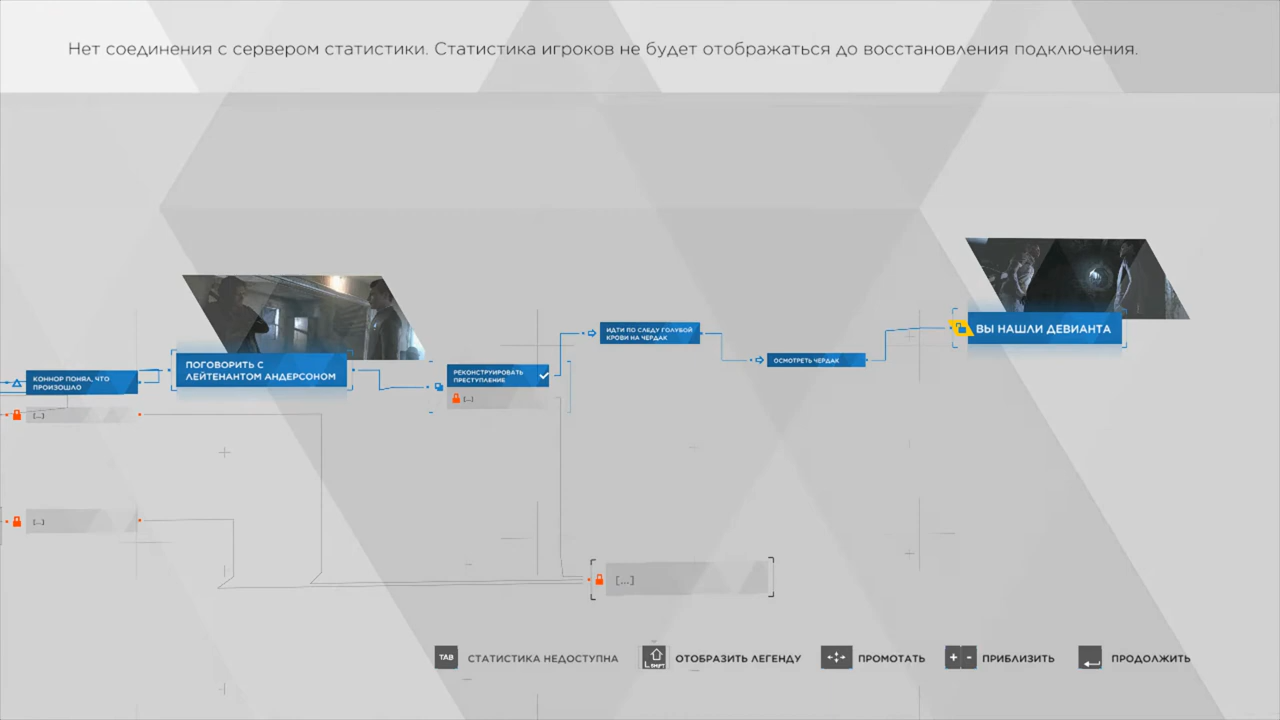 Нет соединения с сервером статистики. Статистика игроков не будет отображаться до восстановления подключения.
КОННОР ПОНЯЛ, ЧТО
ПРОИЗОШЛО
[...]
[...]
ПОГОВОРИТЬ С
ЛЕЙТЕНАНТОМ АНДЕРСОНОМ
РЕКОНСТРУИРОВАТЬ
ПРЕСТУПЛЕНИЕ
[...]
ИДТИ ПО СЛЕДУ ГОЛУБОЙ
КРОВИ НА ЧЕРДАК
ОСМОТРЕТЬ ЧЕРДАК
ВЫ НАШЛИ ДЕВИАНТА
[...]
TAB СТАТИСТИКА НЕДОСТУПНА
SHIFT ОТОБРАЗИТЬ ЛЕГЕНДУ
ПРОМОТАТЬ
+ - ПРИБЛИЗИТЬ
ПРОДОЛЖИТЬ